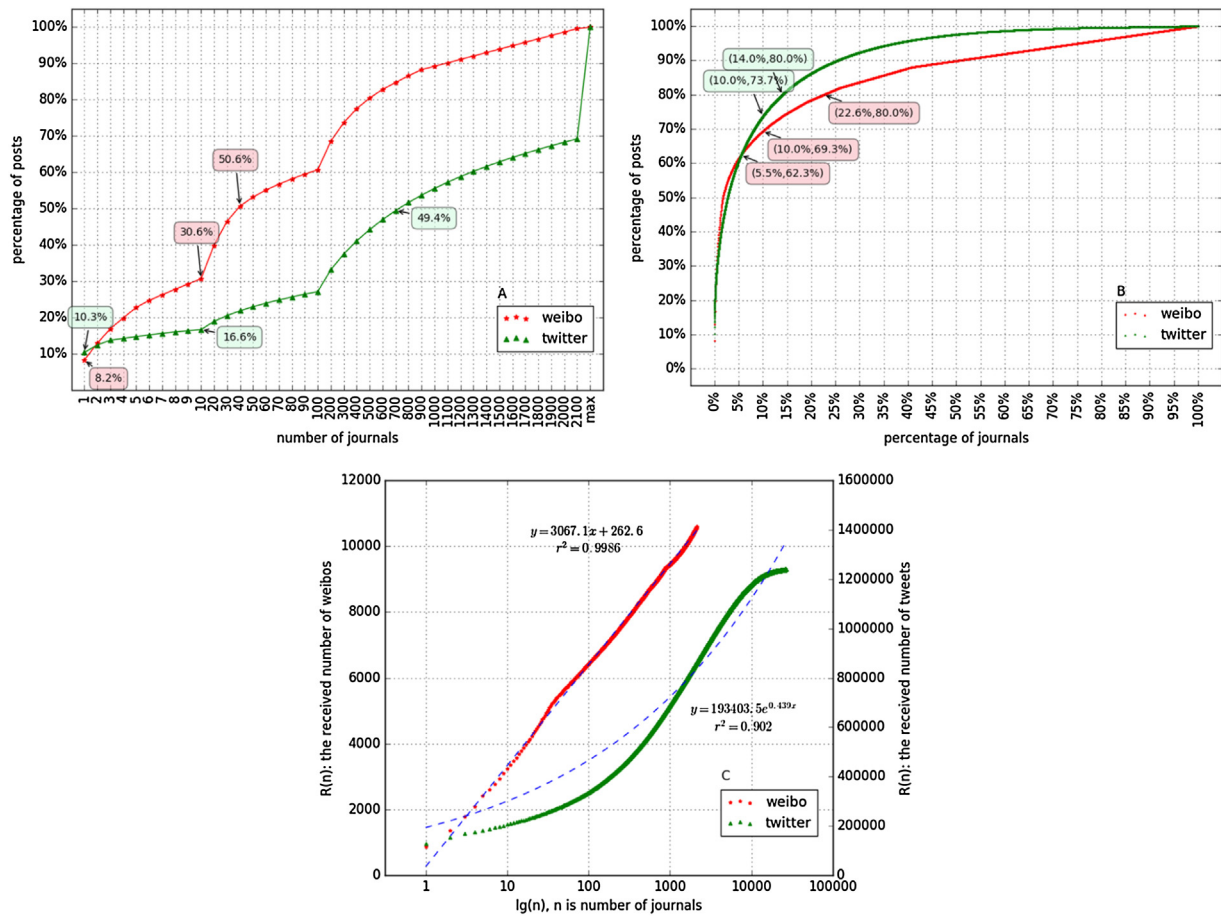 100%
90%
80%
70%
60%
50%
40%
30%
20%
10%
percentage of posts
50.6%
30.6%
49.4%
10.3%
16.6%
8.2%
A
weibo
twitter
1 2 3 4 5 6 7 8 9 10 20 30 40 50 60 70 80 90 100 200 300 400 500 600 700 800 900 1000 1100 1200 1300 1400 1500 1600 1700 1800 1900 2000 2100 max
number of journals
100%
90%
80%
70%
60%
50%
40%
30%
20%
10%
0%
percentage of posts
(14.0%,80.0%)
(10.0%,73.7%)
(22.6%,80.0%)
(10.0%,69.3%)
(5.5%,62.3%)
B
weibo
twitter
0% 5% 10% 15% 20% 25% 30% 35% 40% 45% 50% 55% 60% 65% 70% 75% 80% 85% 90% 95% 100%
percentage of journals
12000
10000
8000
6000
4000
2000
0
R(n): the received number of weibos
y=3067.1x+262.6
r²=0.9986
y=193403.5e^0.439x
r²=0.902
C
weibo
twitter
1600000
1400000
1200000
1000000
800000
600000
400000
200000
0
R(n): the received number of tweets
1 10 100 1000 10000 100000
lg(n), n is number of journals